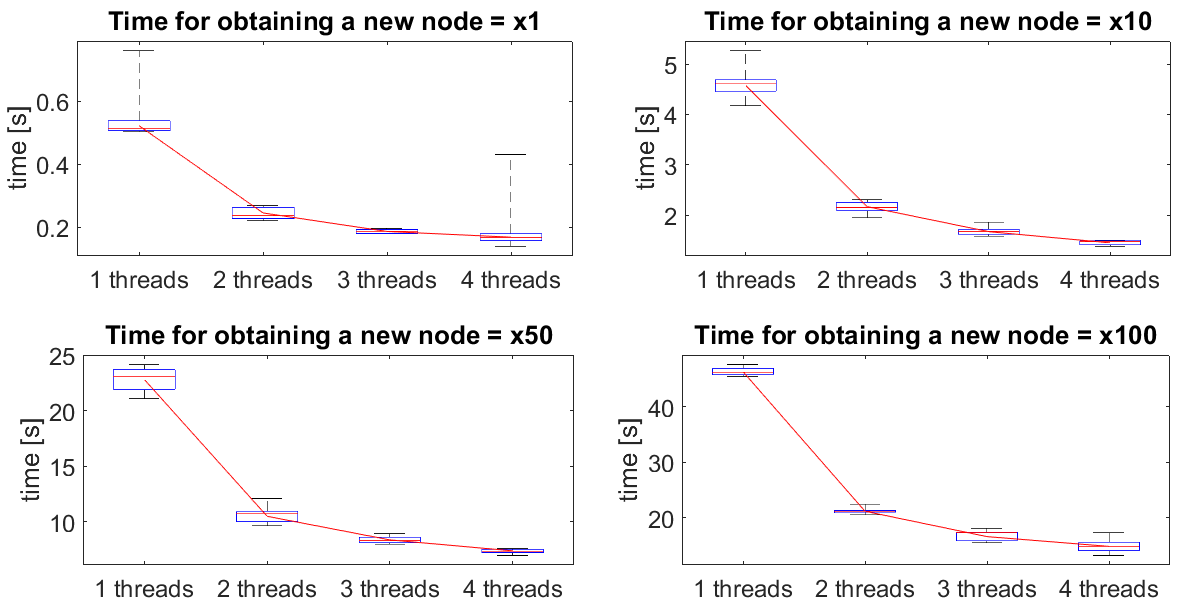 Time for obtaining a new node = x1
time [s]
0.6
0.4
0.2
1 threads 2 threads 3 threads 4 threads
Time for obtaining a new node = x10
time [s]
5
4
3
2
1 threads 2 threads 3 threads 4 threads
Time for obtaining a new node = x50
time [s]
25
20
15
10
1 threads 2 threads 3 threads 4 threads
Time for obtaining a new node = x100
time [s]
40
30
20
1 threads 2 threads 3 threads 4 threads